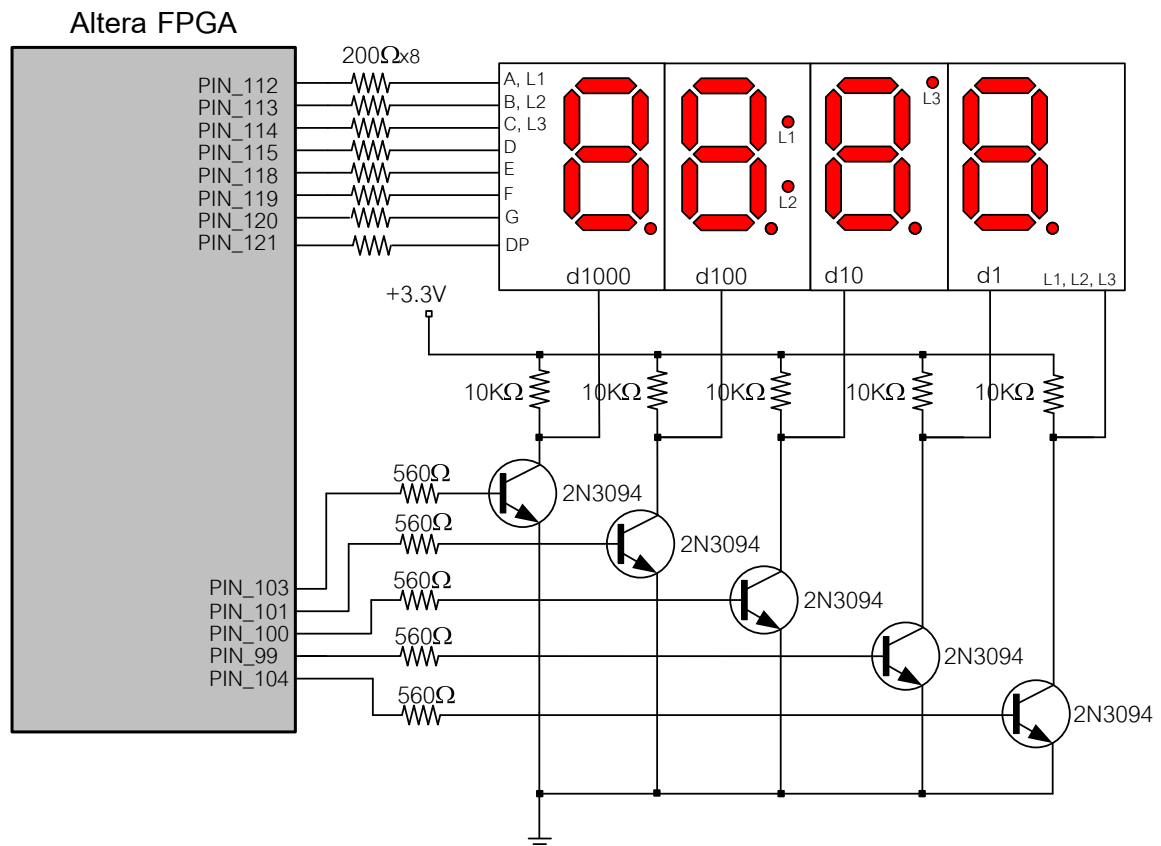 Altera FPGA
200Ωx8
PIN_112
PIN_113
PIN_114
PIN_115
PIN_118
PIN_119
PIN_120
PIN_121
A, L1
B, L2
C, L3
D
E
F
G
DP
L1
L2
L3
d1000
d100
d10
d1
L1, L2, L3
+3.3V
10KΩ
10KΩ
10KΩ
10KΩ
10KΩ
560Ω
2N3094
560Ω
2N3094
560Ω
2N3094
560Ω
2N3094
560Ω
2N3094
PIN_103
PIN_101
PIN_100
PIN_99
PIN_104